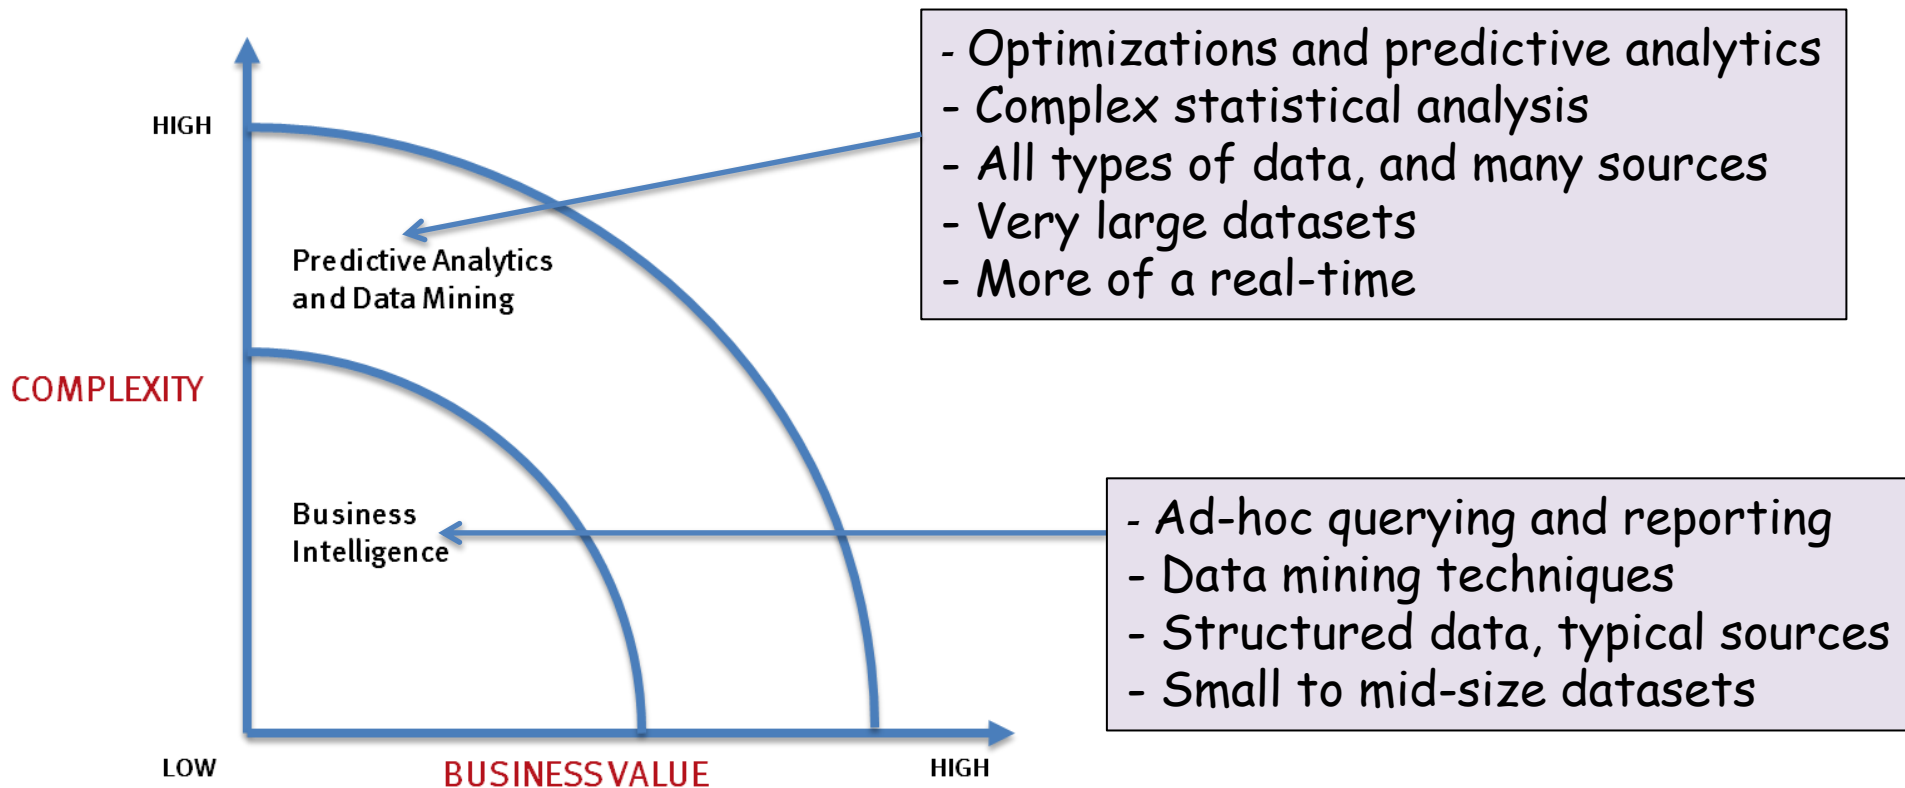 - Optimizations and predictive analytics
- Complex statistical analysis
- All types of data, and many sources
- Very large datasets
- More of a real-time
HIGH
Predictive Analytics
and Data Mining
COMPLEXITY
Business
Intelligence
- Ad-hoc querying and reporting
- Data mining techniques
- Structured data, typical sources
- Small to mid-size datasets
LOW
BUSINESS VALUE
HIGH